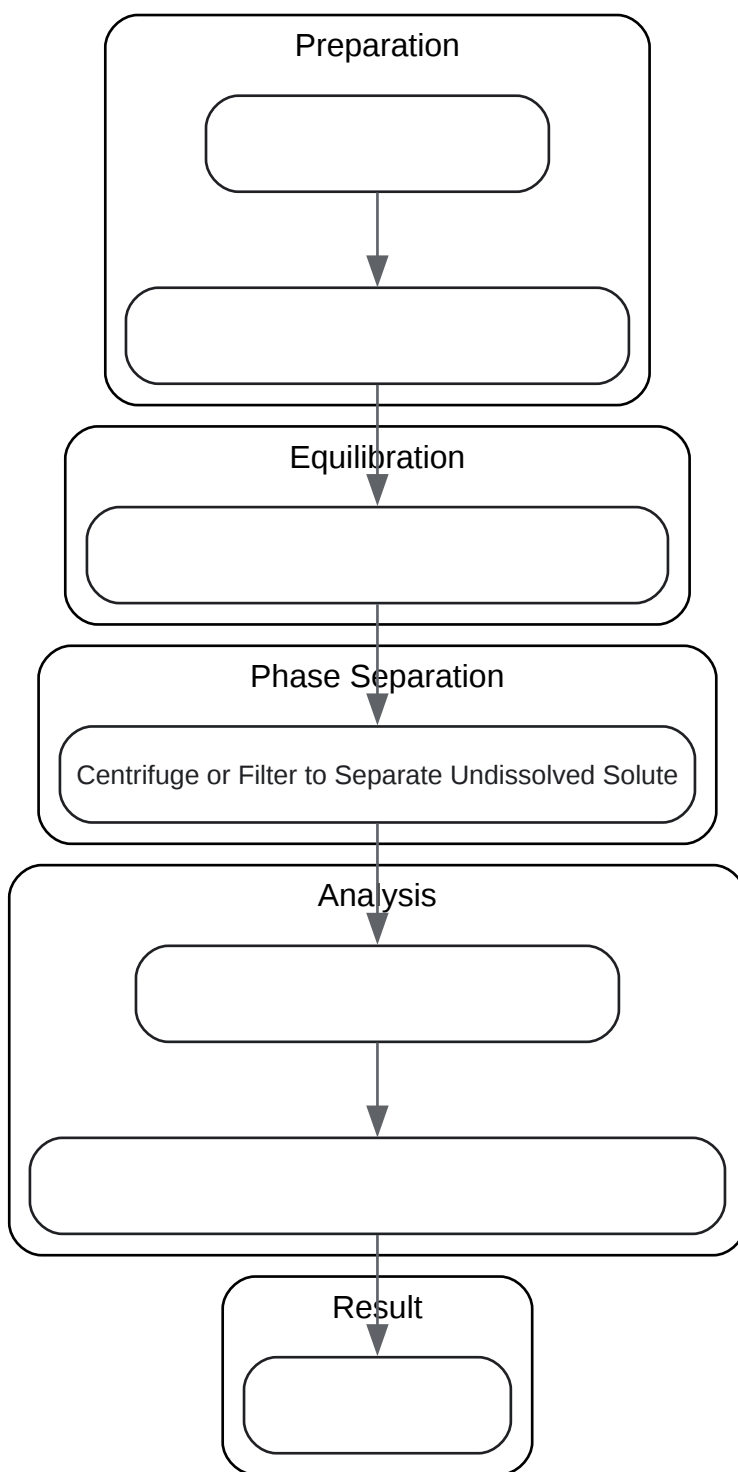 Preparation
Equilibration
Phase Separation
Centrifuge or Filter to Separate Undissolved Solute
Analysis
Result